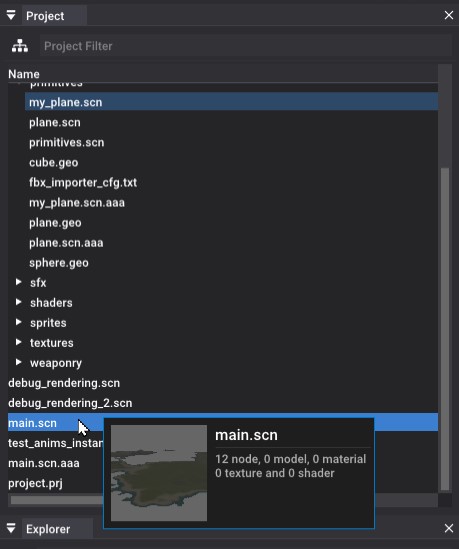 Project
Project Filter
Name
primitives
my_plane.scn
plane.scn
primitives.scn
cube.geo
fbx_importer_cfg.txt
my_plane.scn.aaa
plane.geo
plane.scn.aaa
sphere.geo
sfx
shaders
sprites
textures
weaponry
debug_rendering.scn
debug_rendering_2.scn
main.scn
test_anims_instan
main.scn.aaa
project.prj
main.scn
12 node, 0 model, 0 material
0 texture and 0 shader
Explorer